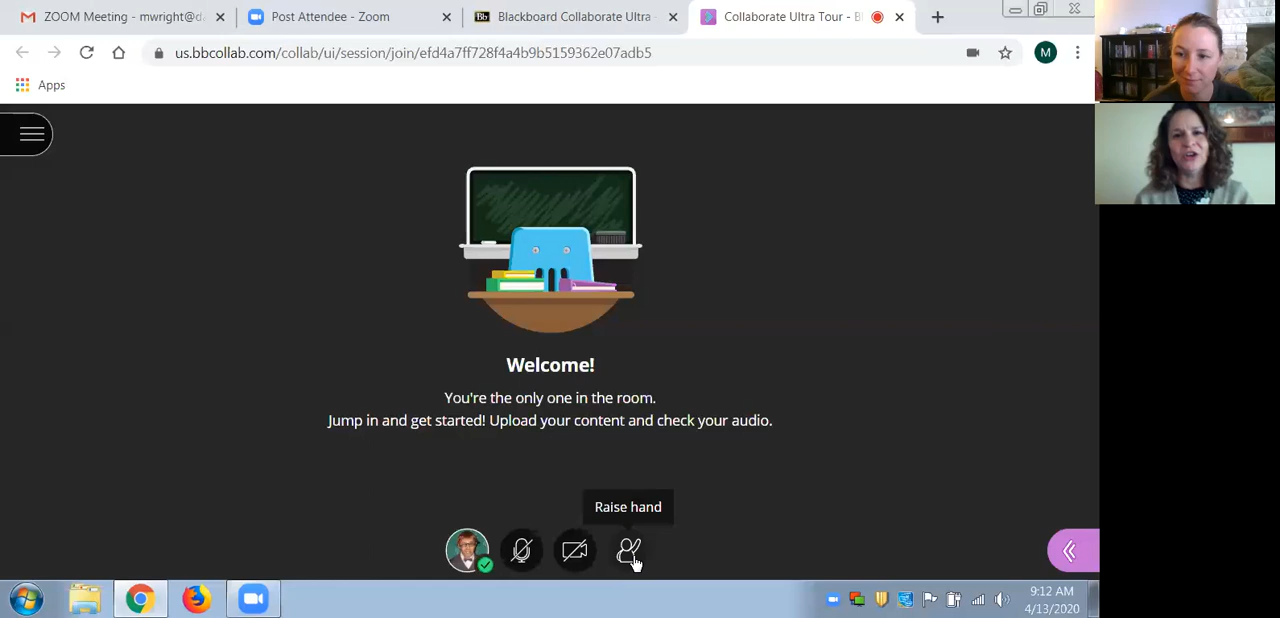 ZOOM Meeting - mwright@d
Post Attendee - Zoom
Bb Blackboard Collaborate Ultra
Collaborate Ultra Tour - B
us.bbcollab.com/collab/ui/session/join/efd4a7ff728f4a4b9b5159362e07adb5
M
Apps
Welcome!
You're the only one in the room.
Jump in and get started! Upload your content and check your audio.
Raise hand
9:12 AM
4/13/2020